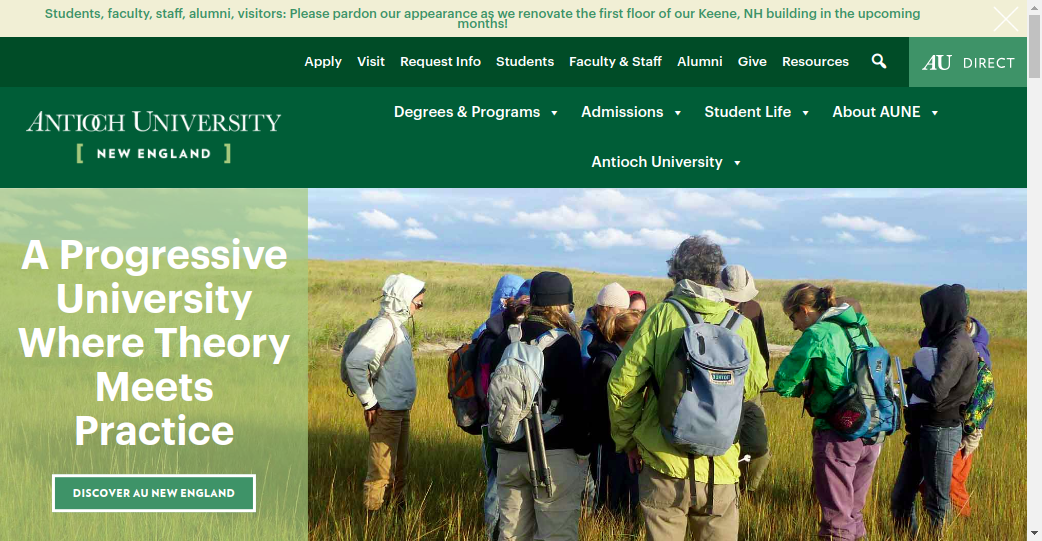 Students, faculty, staff, alumni, visitors: Please pardon our appearance as we renovate the first floor of our Keene, NH building in the upcoming
months!
Apply Visit Request Info Students Faculty & Staff Alumni Give Resources AU DIRECT
Degrees & Programs Admissions Student Life About AUNE
ANTIOCH UNIVERSITY
[ NEW ENGLAND ]
Antioch University
A Progressive
University
Where Theory
Meets
Practice
DISCOVER AU NEW ENGLAND